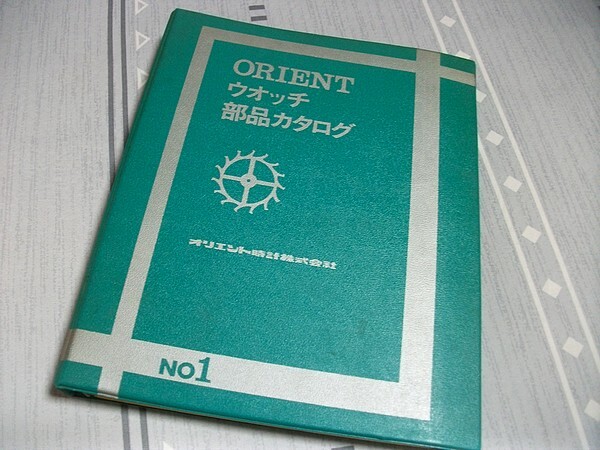 ORIENT
ウオッチ
部品カタログ
オリエント時計株式会社
NO1